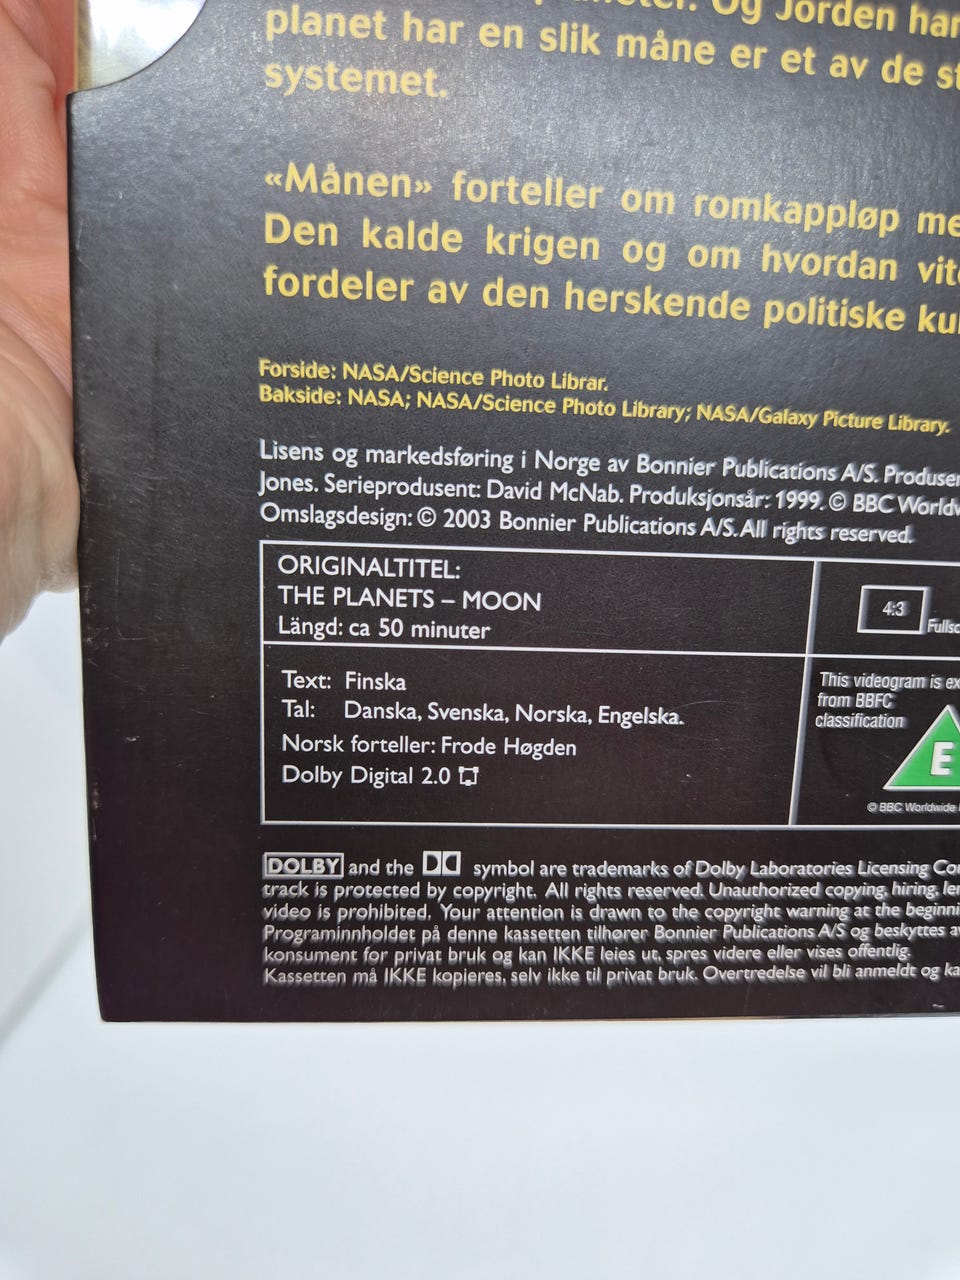 Og Jorden har
planet har en slik måne er et av de
systemet.
«Månen» forteller om romkappløp
Den kalde krigen og om hvordan
fordeler av den herskende politiske
Forside: NASA/Science Photo Librar.
Bakside: NASA; NASA/Science Photo Library; NASA/Galaxy Picture Library.
Lisens og markedsføring i Norge av Bonnier Publications A/S.
Jones. Serieprodusent: David McNab. Produksjonsår: 1999. © BBC
Omslagsdesign: © 2003 Bonnier Publications A/S. All rights reserved.
ORIGINALTITEL:
THE PLANETS – MOON
Längd: ca 50 minuter
4:3
Text: Finska
Tal: Danska, Svenska, Norska, Engelska.
Norsk forteller: Frode Høgden
Dolby Digital 2.0
This videogram is
from BBFC
classification
E
© BBC Worldwide
DOLBY and the symbol are trademarks of Dolby Laboratories Licensing
track is protected by copyright. All rights reserved. Unauthorized copying, hiring,
video is prohibited. Your attention is drawn to the copyright warning at the
Programinnholdet på denne kassetten tilhører Bonnier Publications A/S og beskyttes
konsument for privat bruk og kan IKKE leies ut, spres videre eller vises offentlig.
Kassetten må IKKE kopieres, selv ikke til privat bruk. Overtredelse vil bli anmeldt og